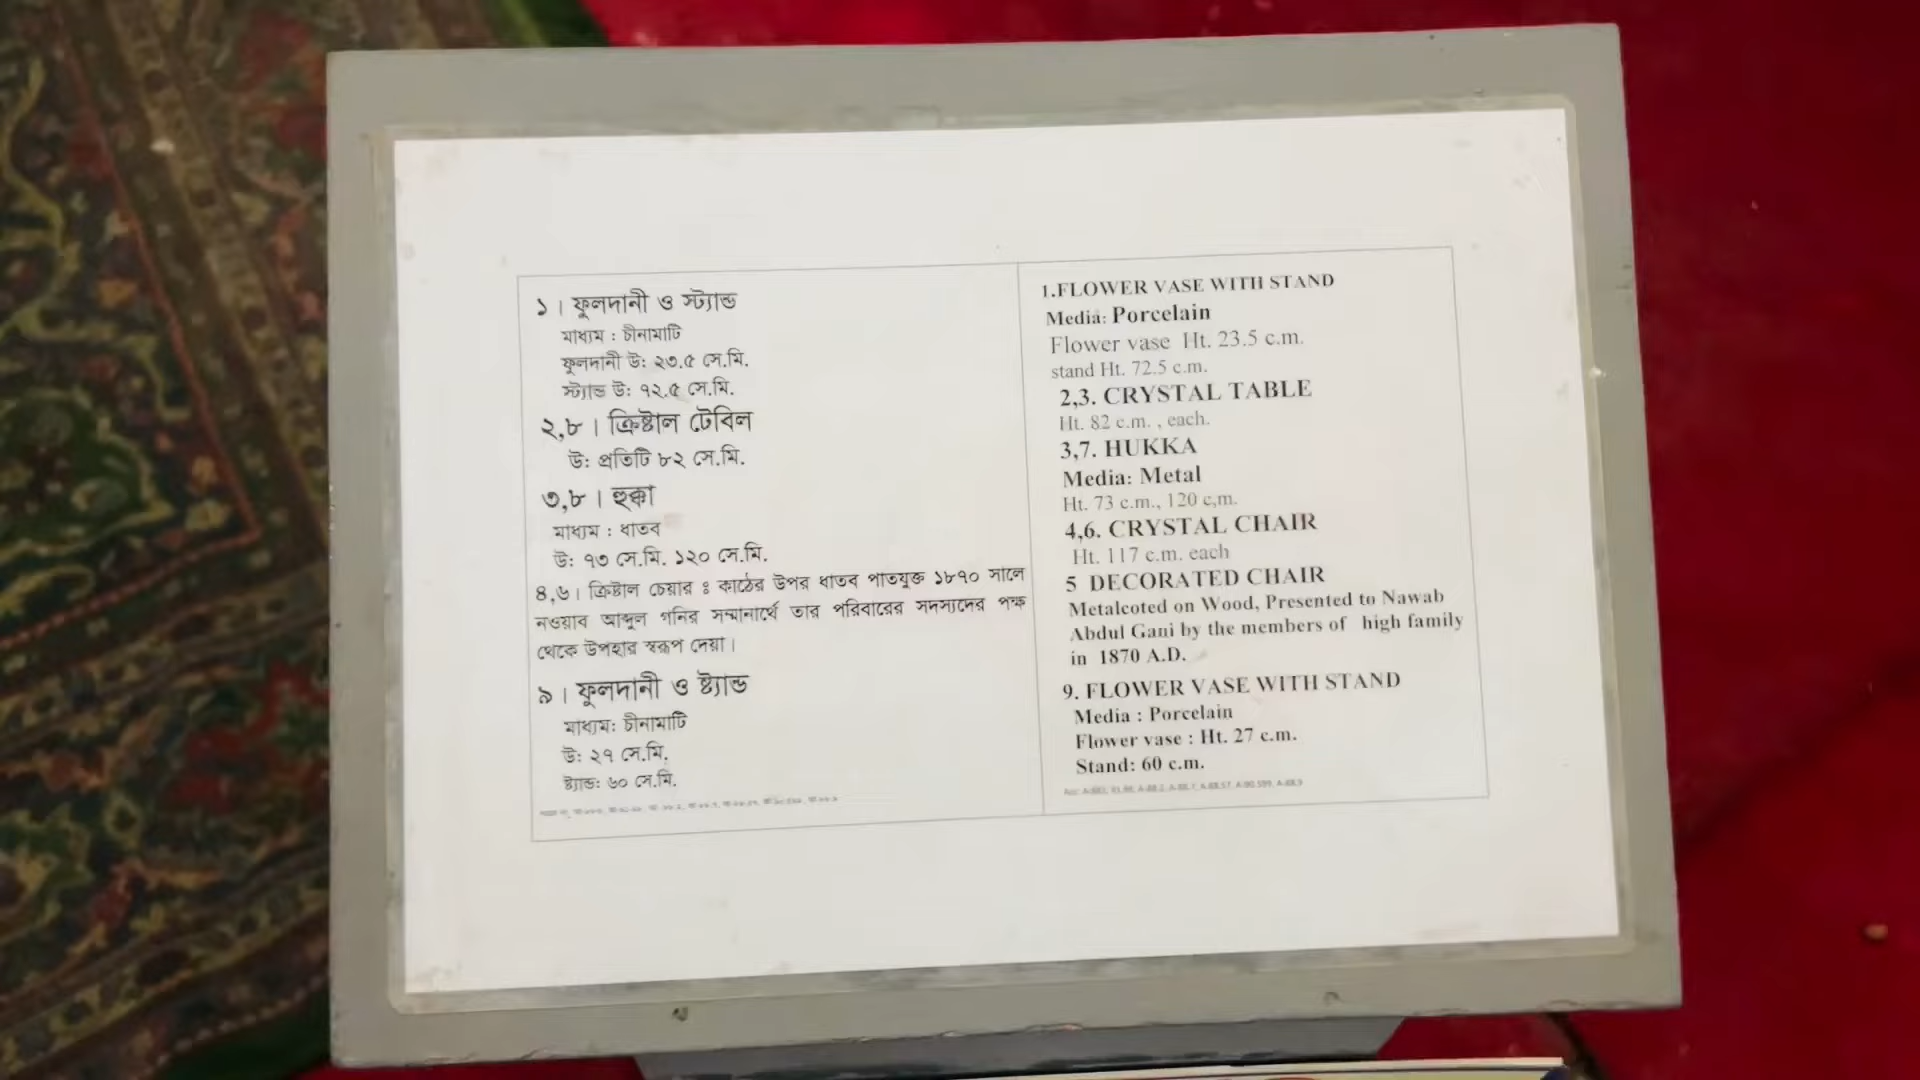 ১। ফুলদানী ও স্ট্যান্ড
মাধ্যম : চীনামাটি
ফুলদানী উ: ২৩.৫ সে.মি.
স্ট্যান্ড উ: ৭২.৫ সে.মি.
২,৮। ক্রিষ্টাল টেবিল
উ: প্রতিটি ৮২ সে.মি.
৩,৮। হুক্কা
মাধ্যম : ধাতব
উ: ৭৩ সে.মি. ১২০ সে.মি.
৪,৬। ক্রিষ্টাল চেয়ার ঃ কাঠের উপর ধাতব পাতযুক্ত ১৮৭০ সালে
নওয়াব আব্দুল গনির সম্মানার্থে তার পরিবারের সদস্যদের পক্ষ
থেকে উপহার স্বরূপ দেয়া।
৯। ফুলদানী ও ষ্ট্যান্ড
মাধ্যম: চীনামাটি
উ: ২৭ সে.মি.
ষ্ট্যান্ড: ৬০ সে.মি.
1.FLOWER VASE WITH STAND
Media: Porcelain
Flower vase Ht. 23.5 c.m.
stand Ht. 72.5 c.m.
2,3. CRYSTAL TABLE
Ht. 82 c.m. , each.
3,7. HUKKA
Media: Metal
Ht. 73 c.m., 120 c,m.
4,6. CRYSTAL CHAIR
Ht. 117 c.m. each
5 DECORATED CHAIR
Metalcoted on Wood, Presented to Nawab
Abdul Gani by the members of high family
in 1870 A.D.
9. FLOWER VASE WITH STAND
Media : Porcelain
Flower vase : Ht. 27 c.m.
Stand: 60 c.m.